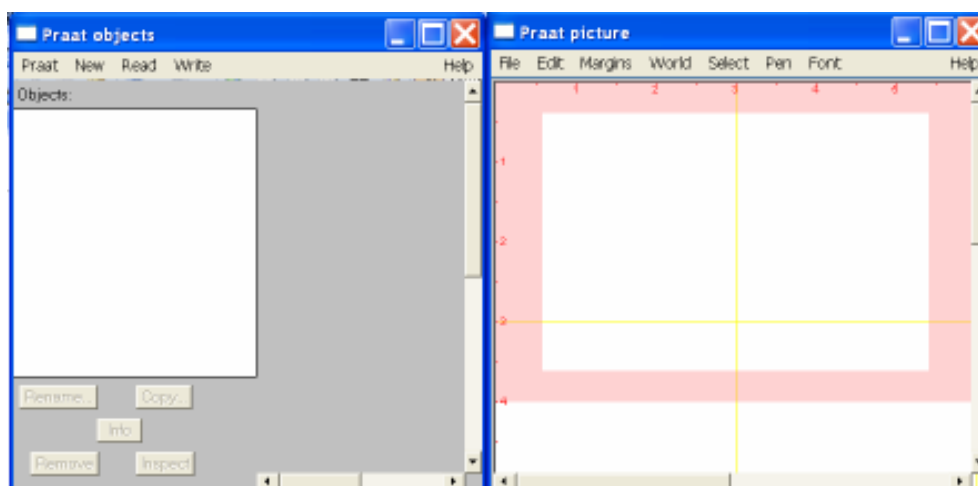 Praat objects
Praat New Read Write Help
Objects:
Rename... Copy...
Info
Remove Inspect
Praat picture
File Edit Margins World Select Pen Font Help
1 2 3 4 5
1
2
3
4